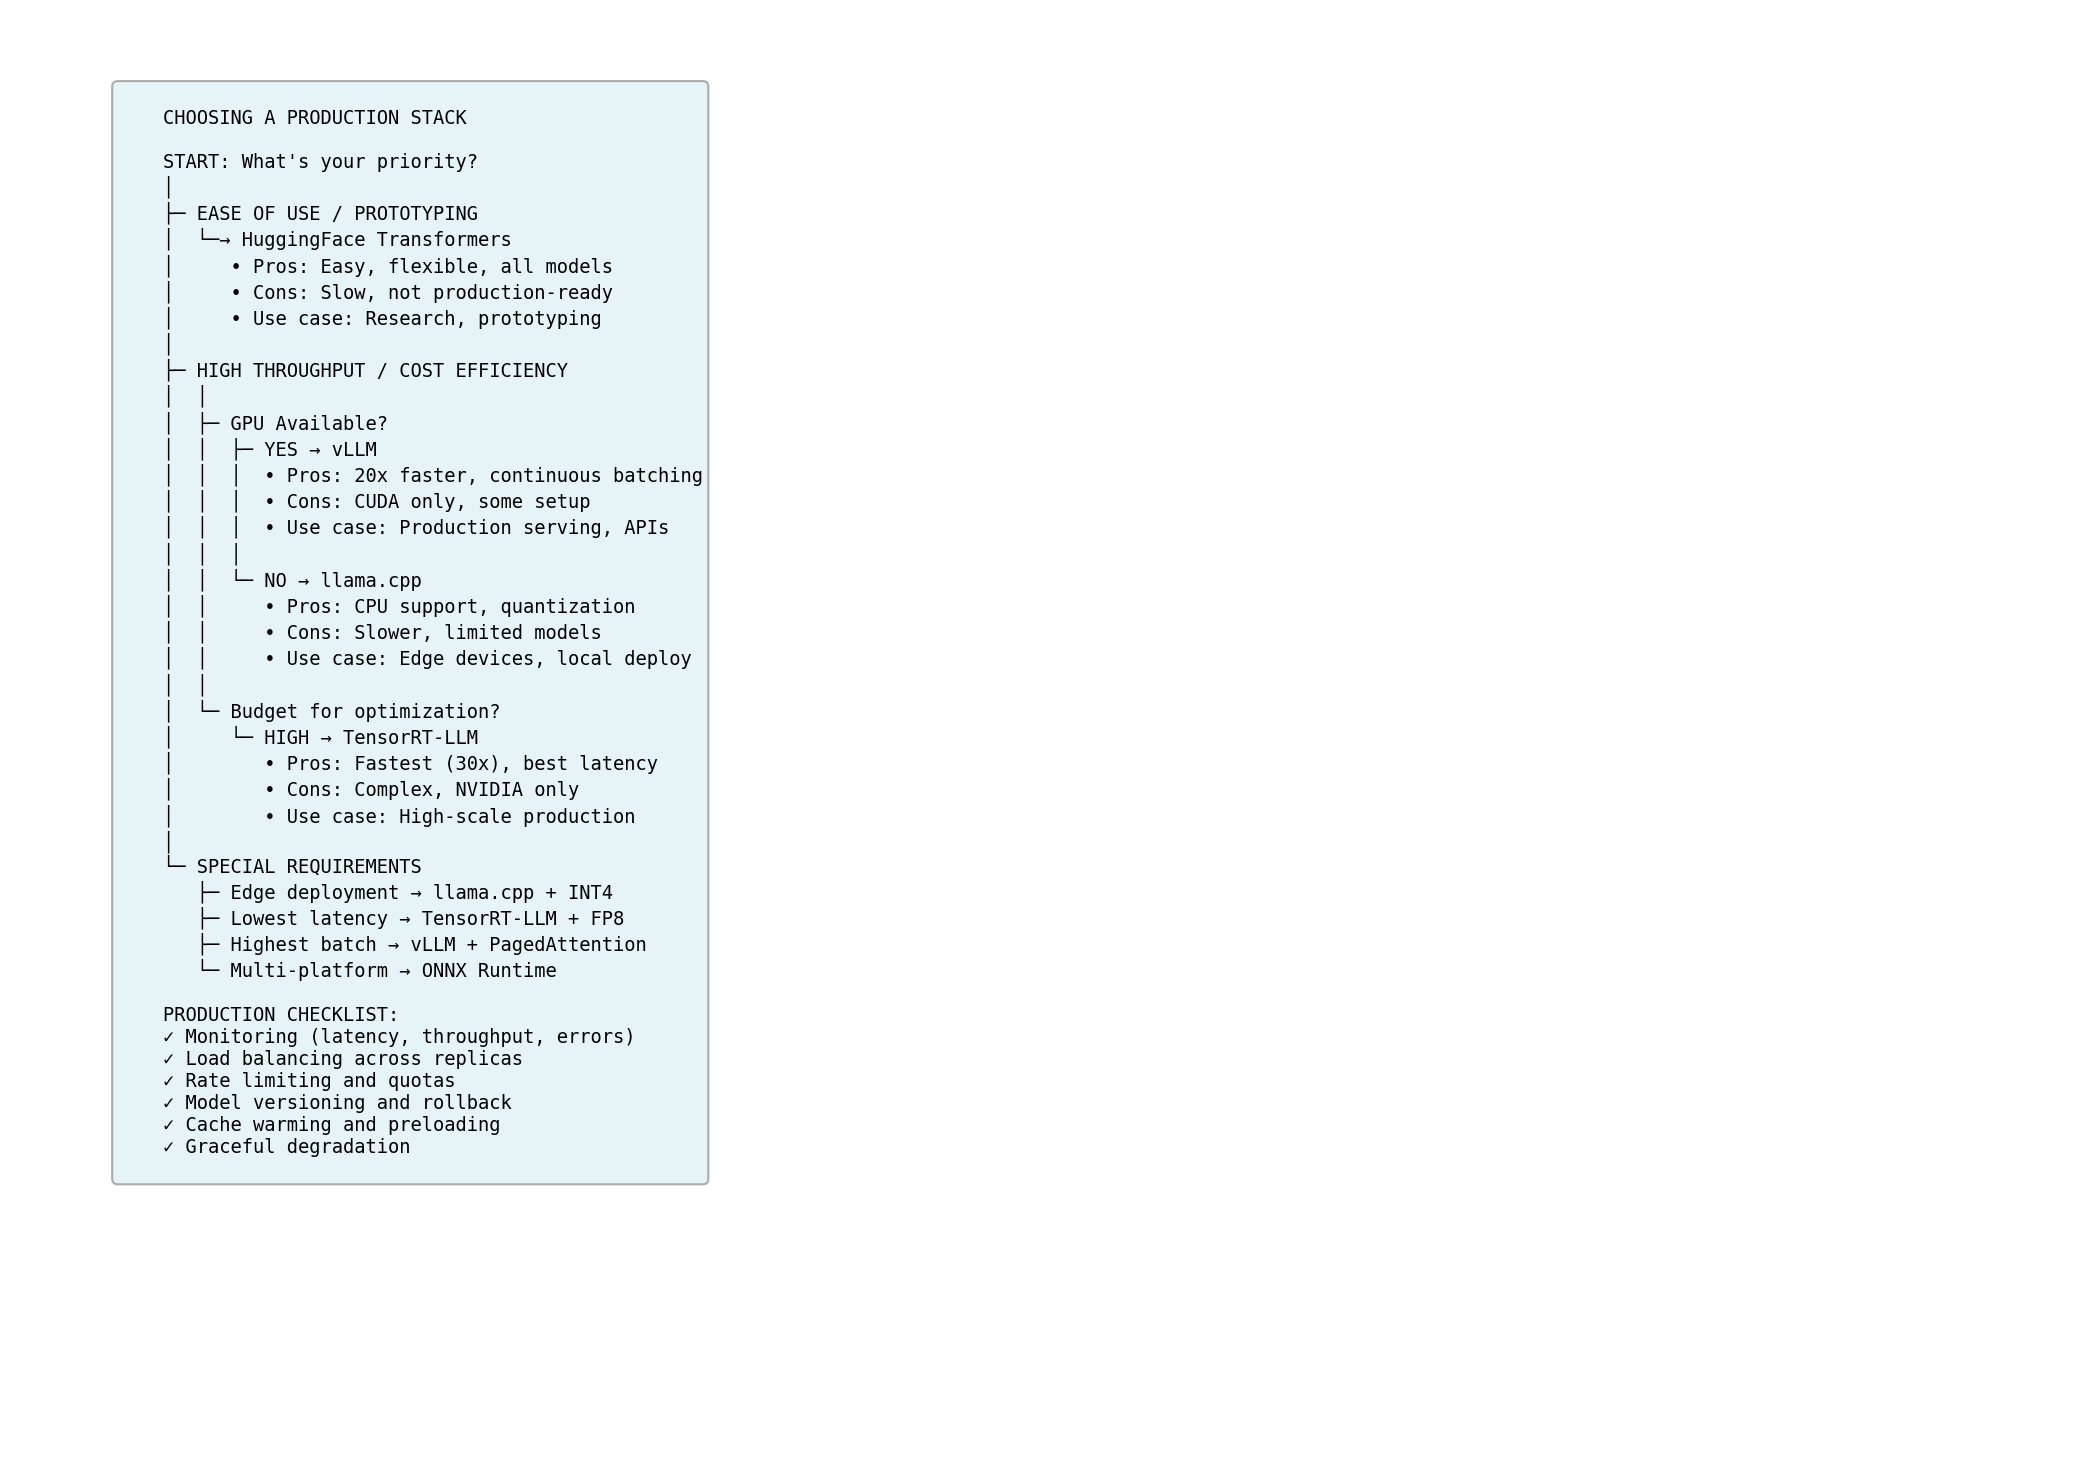 CHOOSING A PRODUCTION STACK
START: What's your priority?
│
├─ EASE OF USE / PROTOTYPING
│  └─→ HuggingFace Transformers
│     • Pros: Easy, flexible, all models
│     • Cons: Slow, not production-ready
│     • Use case: Research, prototyping
│
├─ HIGH THROUGHPUT / COST EFFICIENCY
│  │
│  ├─ GPU Available?
│  │  ├─ YES → vLLM
│  │  │  • Pros: 20x faster, continuous batching
│  │  │  • Cons: CUDA only, some setup
│  │  │  • Use case: Production serving, APIs
│  │  │
│  │  └─ NO → llama.cpp
│  │     • Pros: CPU support, quantization
│  │     • Cons: Slower, limited models
│  │     • Use case: Edge devices, local deploy
│  │
│  └─ Budget for optimization?
│     └─ HIGH → TensorRT-LLM
│        • Pros: Fastest (30x), best latency
│        • Cons: Complex, NVIDIA only
│        • Use case: High-scale production
│
└─ SPECIAL REQUIREMENTS
   ├─ Edge deployment → llama.cpp + INT4
   ├─ Lowest latency → TensorRT-LLM + FP8
   ├─ Highest batch → vLLM + PagedAttention
   └─ Multi-platform → ONNX Runtime
PRODUCTION CHECKLIST:
✓ Monitoring (latency, throughput, errors)
✓ Load balancing across replicas
✓ Rate limiting and quotas
✓ Model versioning and rollback
✓ Cache warming and preloading
✓ Graceful degradation